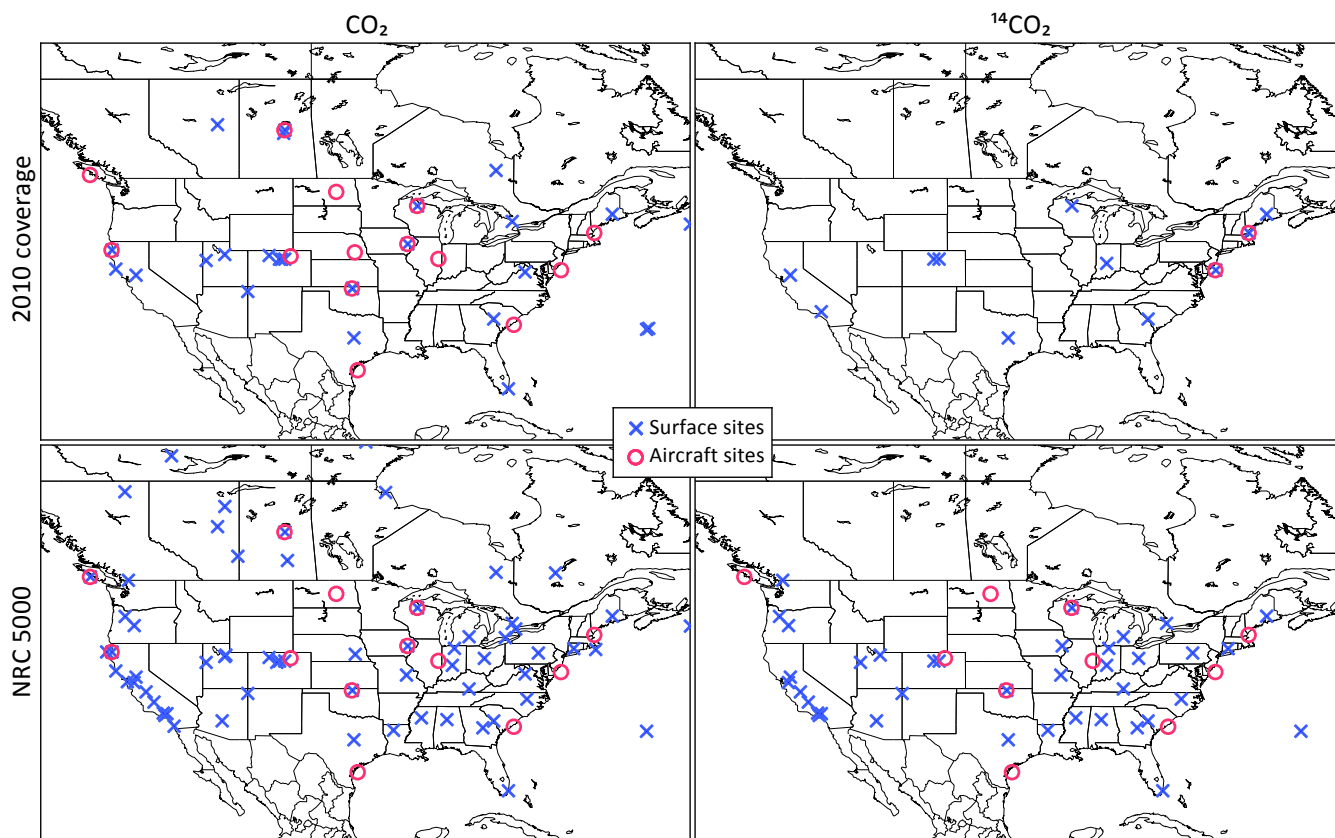 CO₂
¹⁴CO₂
2010 coverage
Surface sites
Aircraft sites
NRC 5000